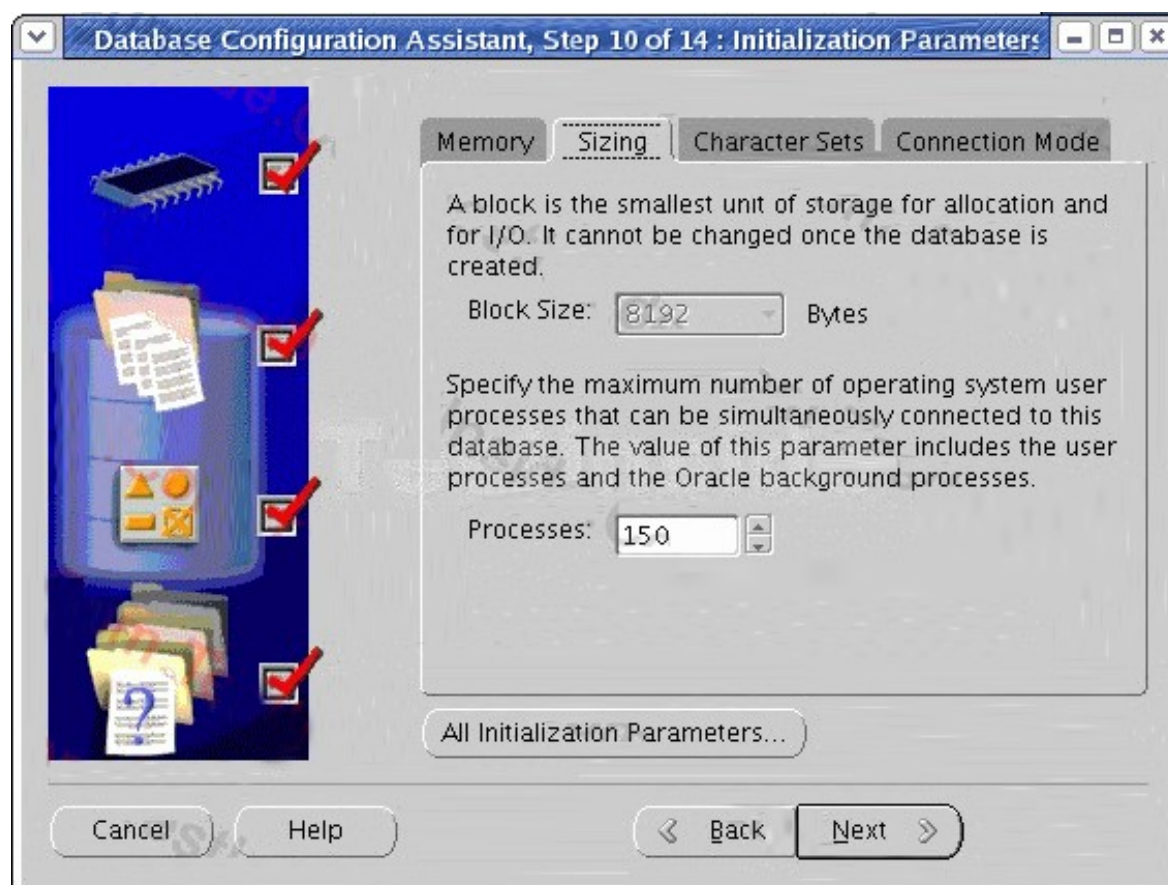 Database Configuration Assistant, Step 10 of 14 : Initialization Parameters
Memory
Sizing
Character Sets
Connection Mode
A block is the smallest unit of storage for allocation and
for I/O. It cannot be changed once the database is
created.
Block Size: 8192 Bytes
Specify the maximum number of operating system user
processes that can be simultaneously connected to this
database. The value of this parameter includes the user
processes and the Oracle background processes.
Processes: 150
All Initialization Parameters...
Cancel
Help
Back
Next